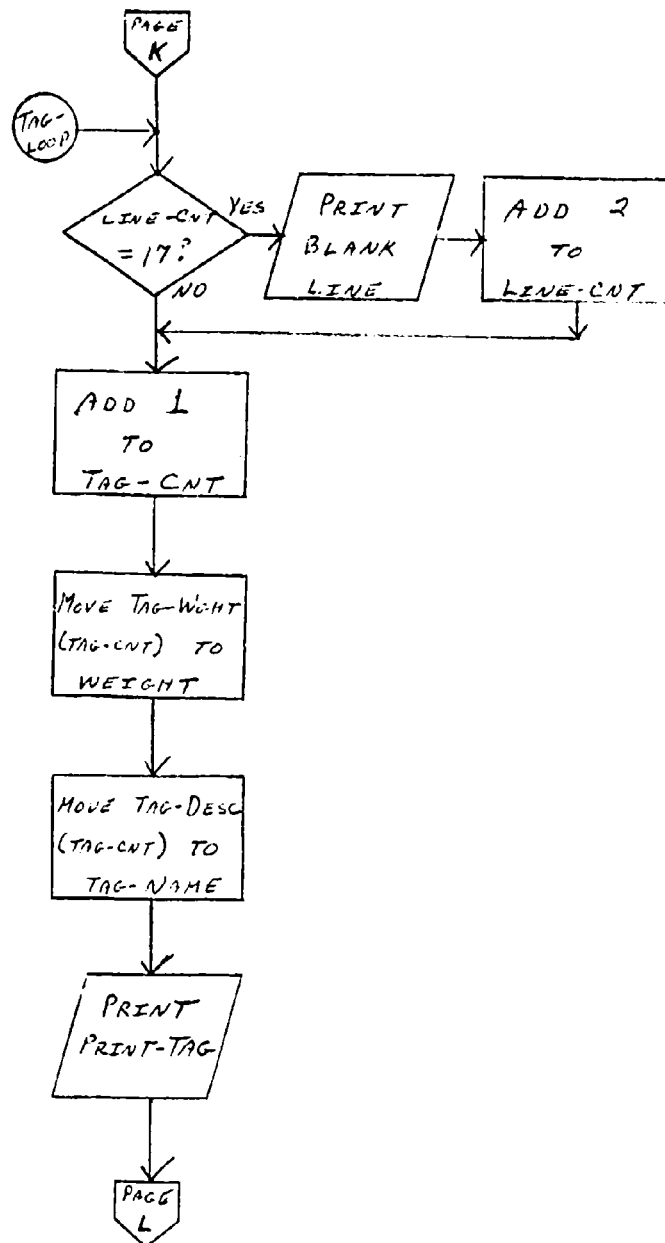 PAGE
K
TAG-
LOOP
LINE-CNT
=17?
YES
NO
PRINT
BLANK
LINE
ADD 2
TO
LINE-CNT
ADD 1
TO
TAG-CNT
MOVE TAG-WGHT
(TAG-CNT) TO
WEIGHT
MOVE TAG-DESC
(TAG-CNT) TO
TAG-NAME
PRINT
PRINT-TAG
PAGE
L